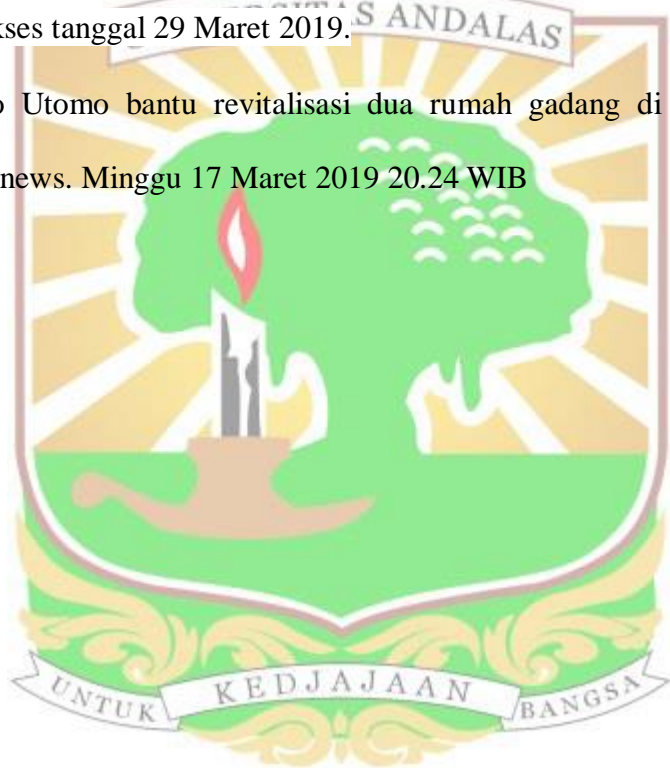 kses tanggal 29 Maret 2019.
S ANDALAS
Utomo bantu revitalisasi dua rumah gadang di
news. Minggu 17 Maret 2019 20.24 WIB
UNTUK KEDJAJAAN BANGSA